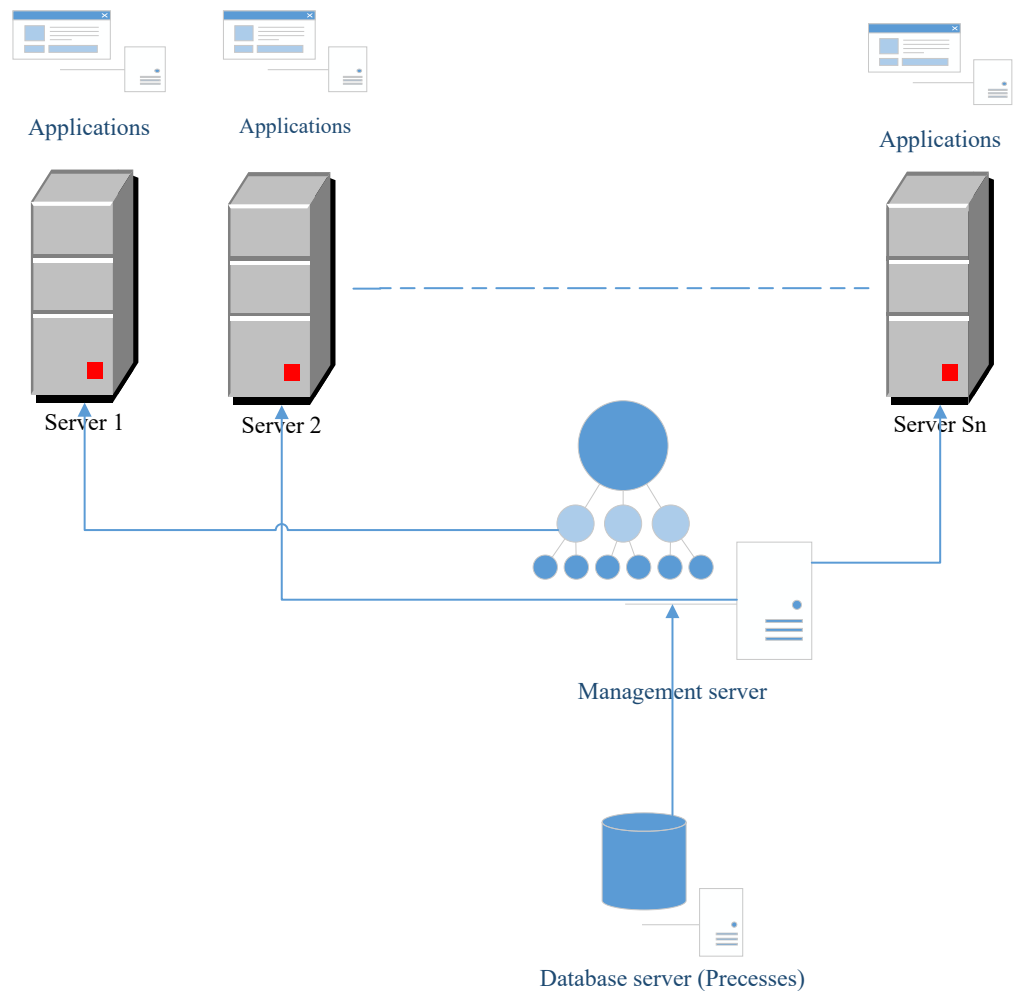 Applications
Applications
Applications
Server 1
Server 2
Server Sn
Management server
Database server (Precesses)